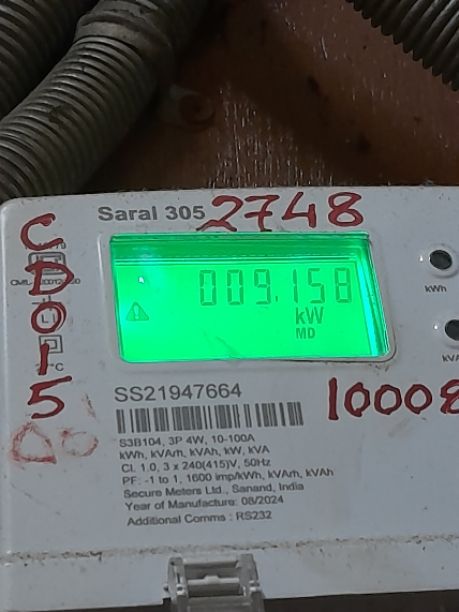 Saral 305
2748
CD015
009.158
kW
MD
kWh
SS21947664
10008
S3B104, 3P 4W, 10-100A
kWh, kVArh, kVAh, kW, KVA
Cl. 1.0, 3 x 240(415)V, 50Hz
PF: -1 to 1, 1600 imp/kWh, kVArh, kVAh
Secure Meters Ltd., Sanand, India
Year of Manufacture: 08/2024
Additional Comms : RS232